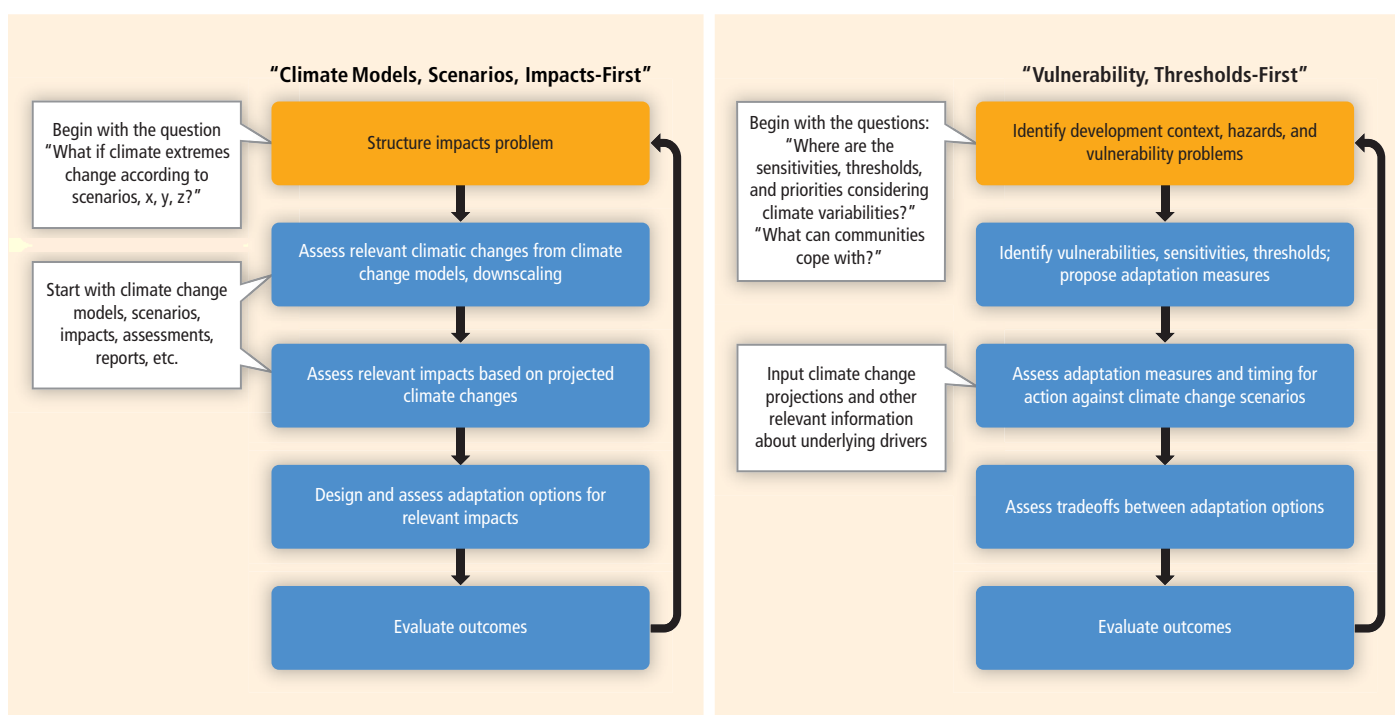 “Climate Models, Scenarios, Impacts-First”
Begin with the question
“What if climate extremes
change according to
scenarios, x, y, z?”
Structure impacts problem
Assess relevant climatic changes from climate
change models, downscaling
Start with climate change
models, scenarios,
impacts, assessments,
reports, etc.
Assess relevant impacts based on projected
climate changes
Design and assess adaptation options for
relevant impacts
Evaluate outcomes
“Vulnerability, Thresholds-First”
Begin with the questions:
“Where are the
sensitivities, thresholds,
and priorities considering
climate variabilities?”
“What can communities
cope with?”
Identify development context, hazards, and
vulnerability problems
Identify vulnerabilities, sensitivities, thresholds;
propose adaptation measures
Input climate change
projections and other
relevant information
about underlying drivers
Assess adaptation measures and timing for
action against climate change scenarios
Assess tradeoffs between adaptation options
Evaluate outcomes